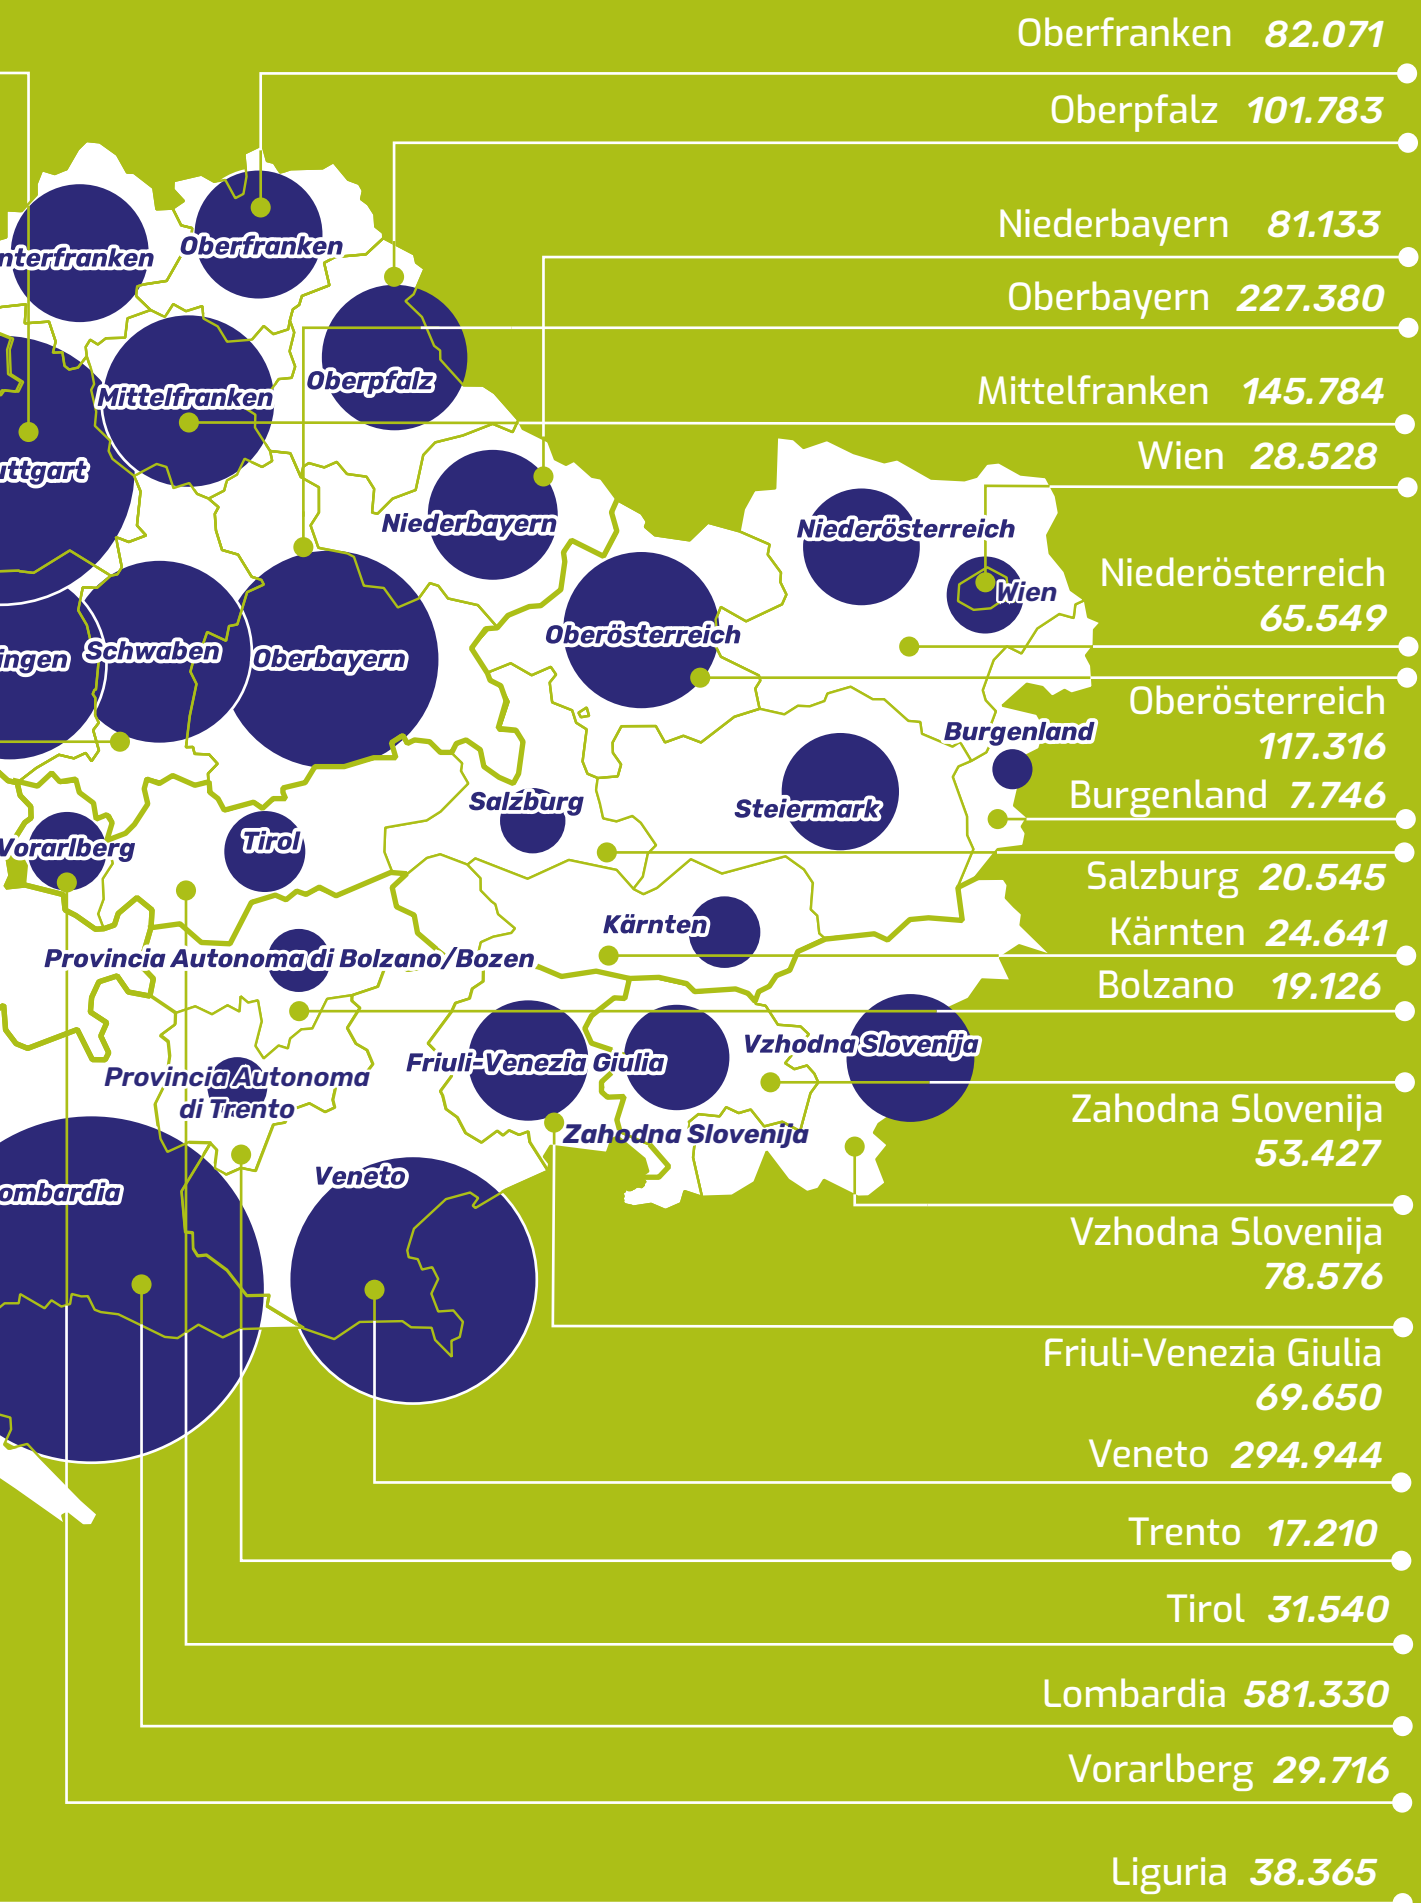 Oberfranken 82.071
Oberpfalz 101.783
Niederbayern 81.133
Oberbayern 227.380
Mittelfranken 145.784
Wien 28.528
Niederösterreich
65.549
Oberösterreich
117.316
Burgenland 7.746
Salzburg 20.545
Kärnten 24.641
Bolzano 19.126
Zahodna Slovenija
53.427
Vzhodna Slovenija
78.576
Friuli-Venezia Giulia
69.650
Veneto 294.944
Trento 17.210
Tirol 31.540
Lombardia 581.330
Vorarlberg 29.716
Liguria 38.365
nterfranken
Oberfranken
Oberpfalz
Mittelfranken
uttgart
Niederbayern
Niederösterreich
Wien
Oberösterreich
ingen
Schwaben
Oberbayern
Burgenland
Salzburg
Steiermark
Vorarlberg
Tirol
Kärnten
Provincia Autonoma di Bolzano/Bozen
Vzhodna Slovenija
Friuli-Venezia Giulia
Provincia Autonoma
di Trento
Zahodna Slovenija
Veneto
ombardia